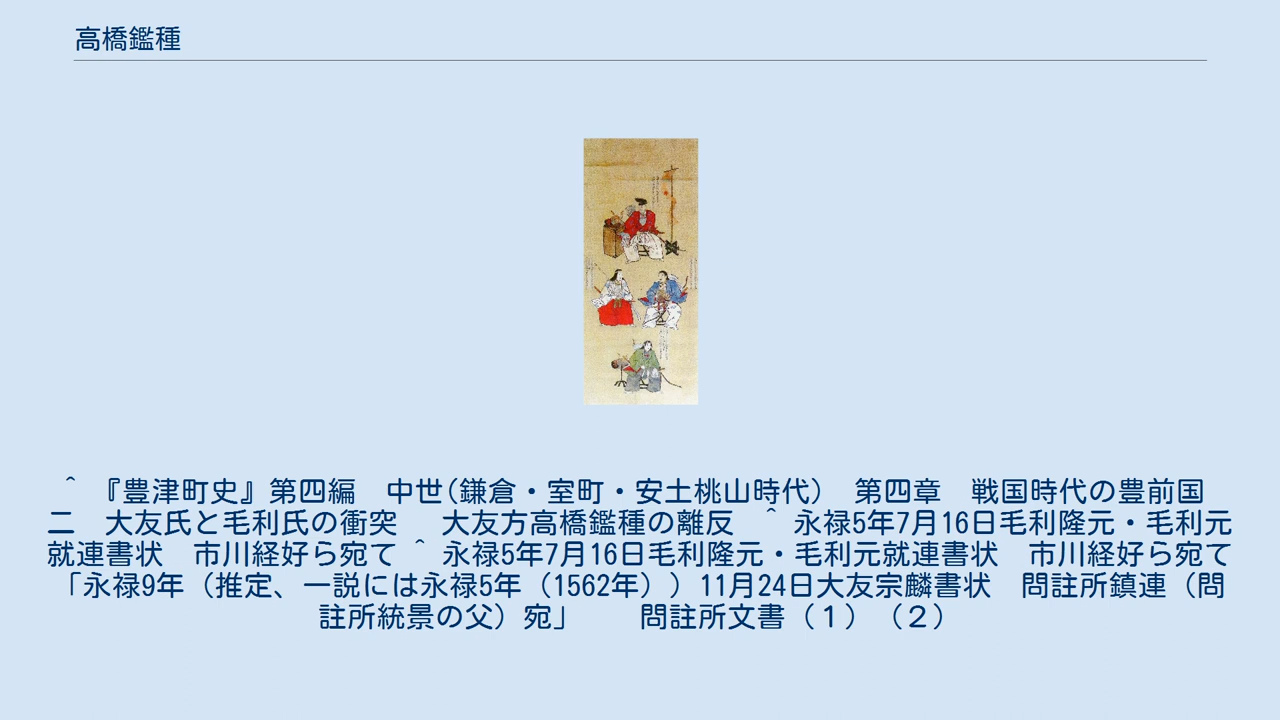 高橋鑑種
^ 『豊津町史』第四編　中世(鎌倉・室町・安土桃山時代)　第四章　戦国時代の豊前国
二　大友氏と毛利氏の衝突　 大友方高橋鑑種の離反　^ 永禄5年7月16日毛利隆元・毛利元
就連書状　市川経好ら宛て ^ 永禄5年7月16日毛利隆元・毛利元就連書状　市川経好ら宛て
「永禄9年（推定、一説には永禄5年（1562年））11月24日大友宗麟書状　問註所鎮連（問
註所統景の父）宛」　　問註所文書（１）（２）